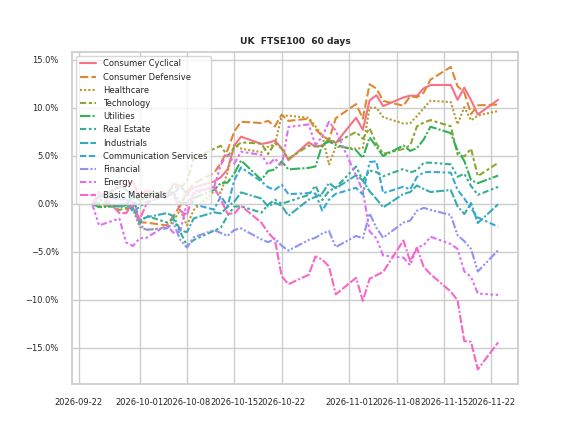 UK  FTSE100  60 days
15.0%
10.0%
5.0%
0.0%
−5.0%
−10.0%
−15.0%
Consumer Cyclical
Consumer Defensive
Healthcare
Technology
Utilities
Real Estate
Industrials
Communication Services
Financial
Energy
Basic Materials
2026-09-22
2026-10-01
2026-10-08
2026-10-15
2026-10-22
2026-11-01
2026-11-08
2026-11-15
2026-11-22